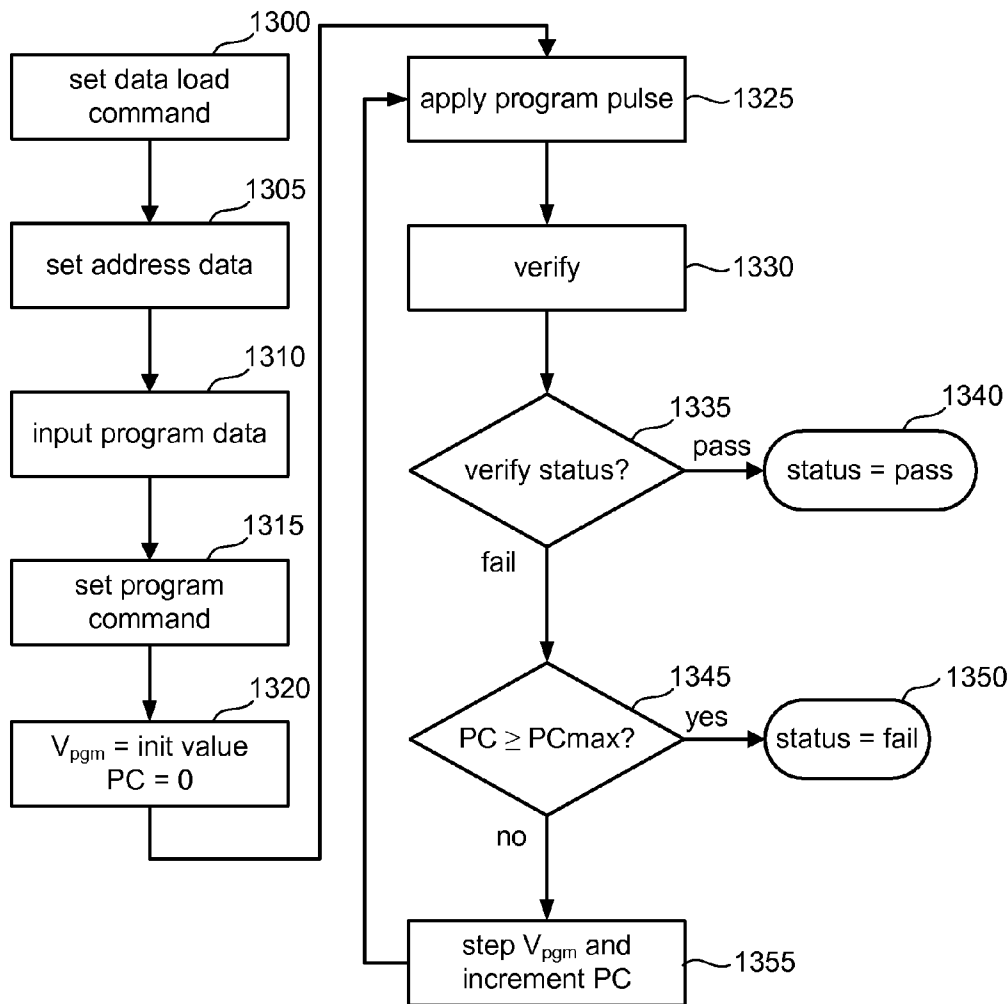 1300
set data load
command
1305
set address data
1310
input program data
1315
set program
command
1320
Vpgm = init value
PC = 0
apply program pulse
1325
verify
1330
1335
verify status?
pass
1340
status = pass
fail
1345
PC ≥ PCmax?
yes
1350
status = fail
no
step Vpgm and
increment PC
1355